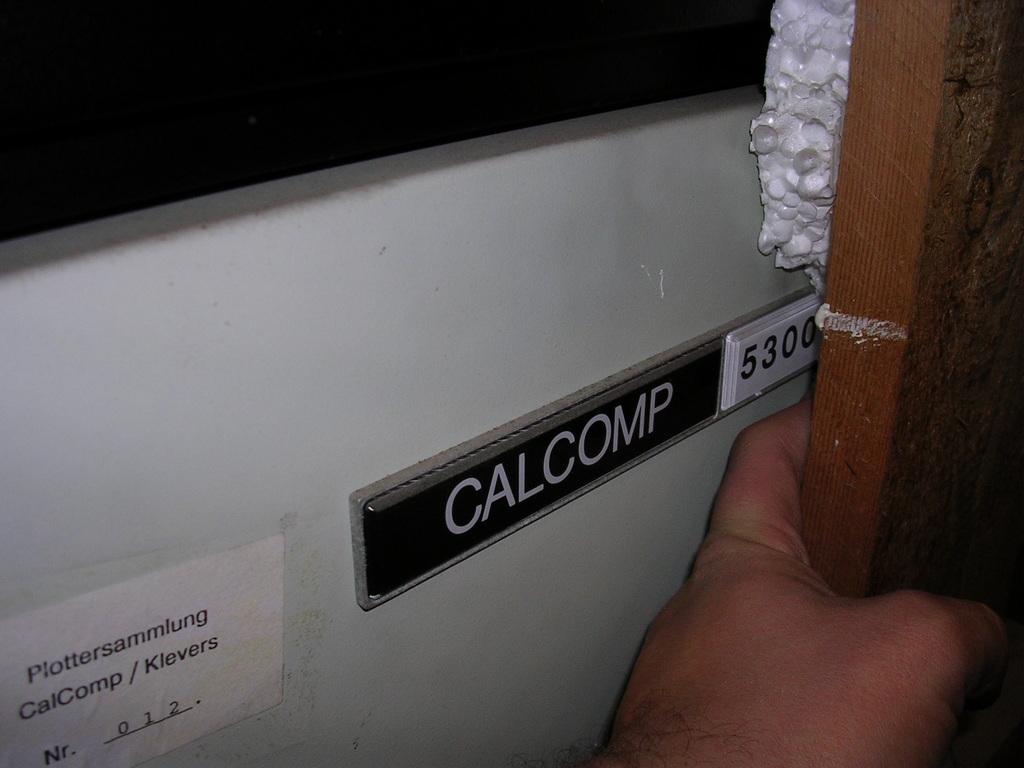 CALCOMP 5300
Plottersammlung
CalComp / Klevers
Nr. 012.